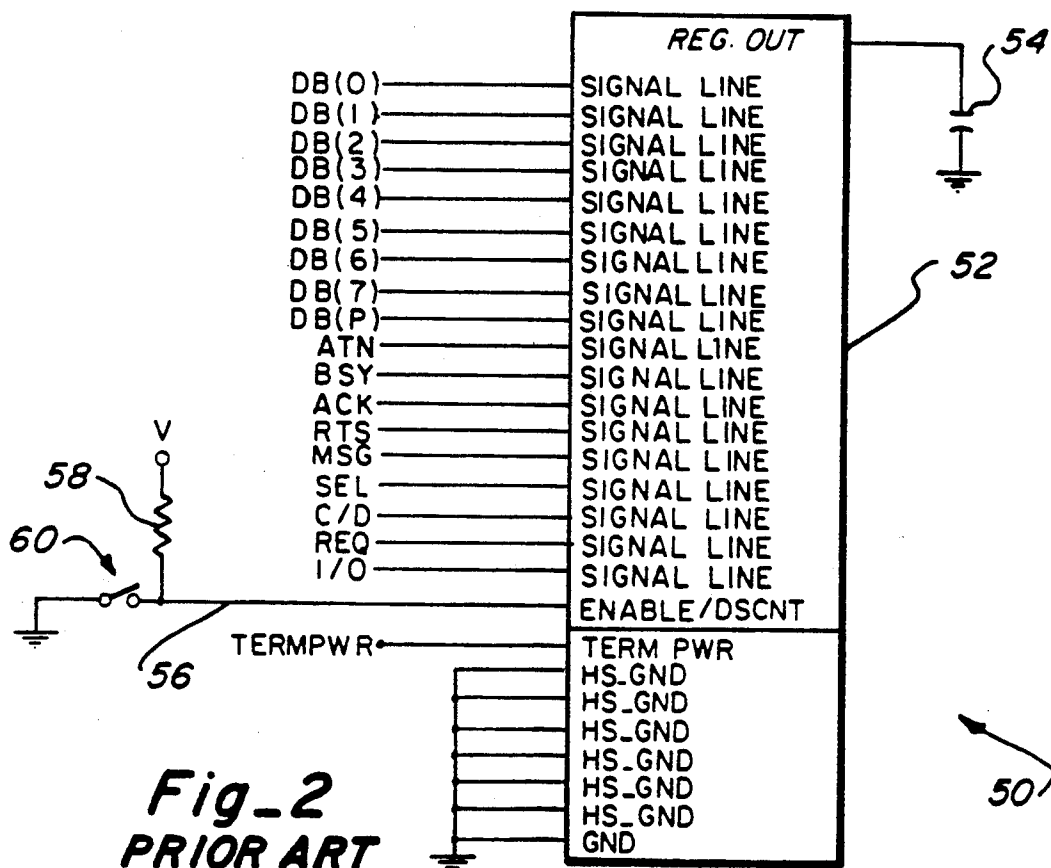 REG. OUT
54
DB(0) SIGNAL LINE
DB(1) SIGNAL LINE
DB(2) SIGNAL LINE
DB(3) SIGNAL LINE
DB(4) SIGNAL LINE
DB(5) SIGNAL LINE
DB(6) SIGNAL LINE
52
DB(7) SIGNAL LINE
DB(P) SIGNAL LINE
ATN SIGNAL LINE
BSY SIGNAL LINE
ACK SIGNAL LINE
V
RTS SIGNAL LINE
MSG SIGNAL LINE
58
SEL SIGNAL LINE
C/D SIGNAL LINE
60
REQ SIGNAL LINE
I/O SIGNAL LINE
ENABLE/DSCNT
56
TERMPWR TERM PWR
HS_GND
HS_GND
HS_GND
HS_GND
HS_GND
HS_GND
GND
50
Fig_2
PRIOR ART